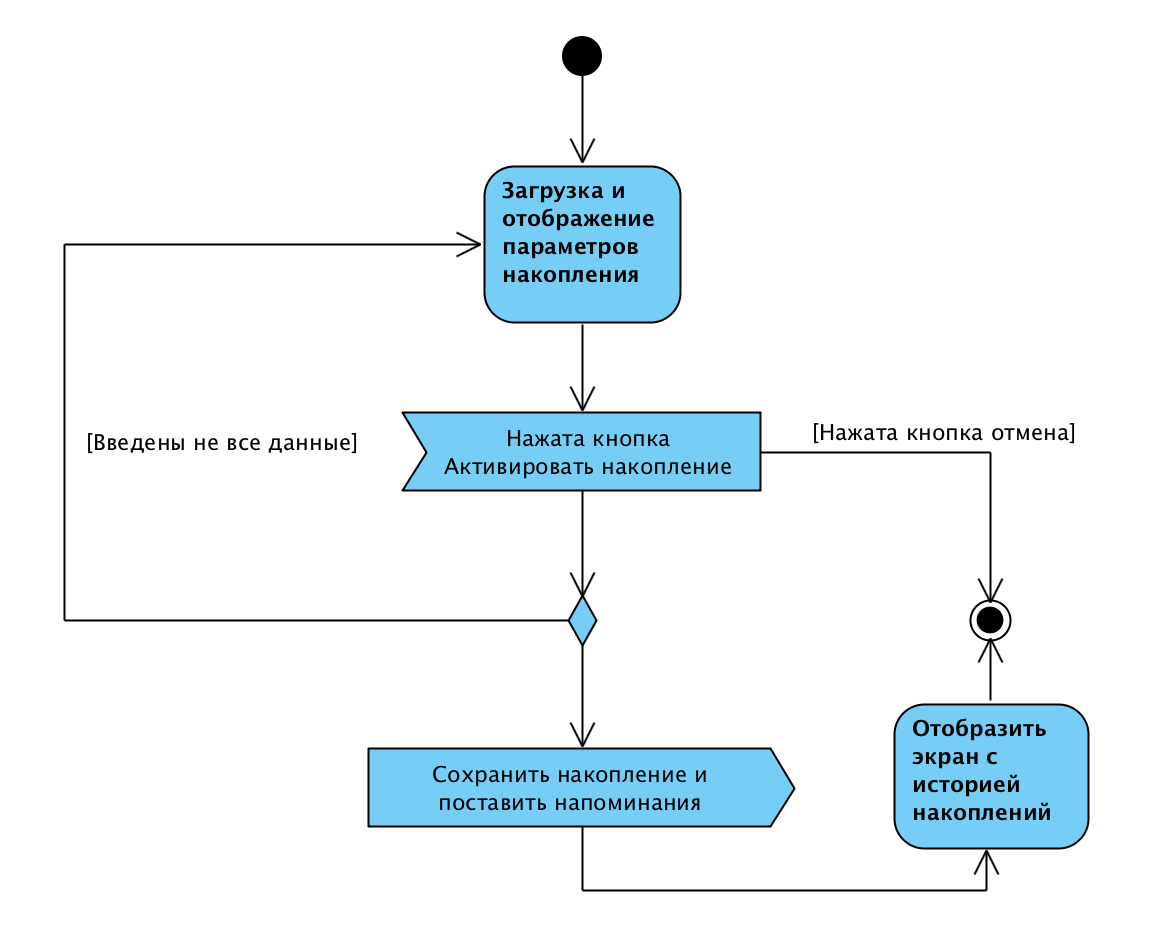 Загрузка и
отображение
параметров
накопления
[Введены не все данные]
Нажата кнопка
Активировать накопление
[Нажата кнопка отмена]
Сохранить накопление и
поставить напоминания
Отобразить
экран с
историей
накоплений